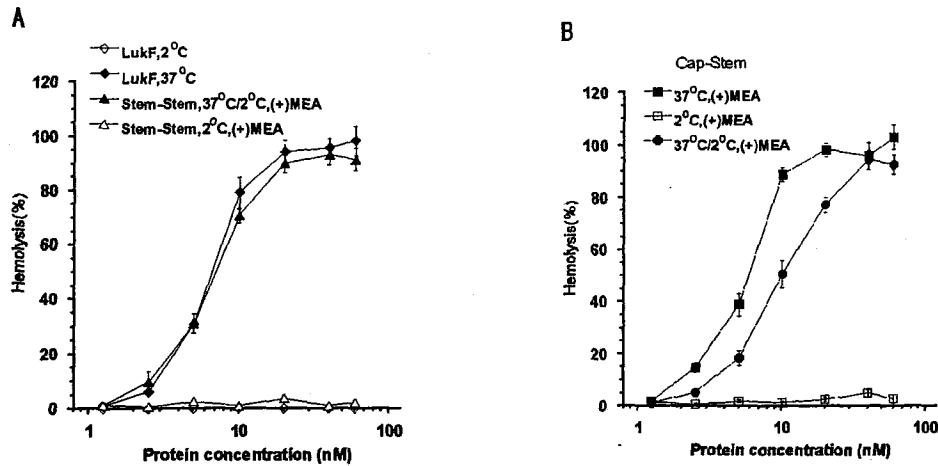 A
LukF,2°C
LukF,37°C
Stem-Stem,37°C/2°C,(+)MEA
Stem-Stem,2°C,(+)MEA
120
100
80
60
40
20
0
Hemolysis(%)
1
10
100
Protein concentration (nM)
B
Cap-Stem
37°C,(+)MEA
2°C,(+)MEA
37°C/2°C,(+)MEA
120
100
80
60
40
20
0
Hemolysis(%)
1
10
100
Protein concentration (nM)